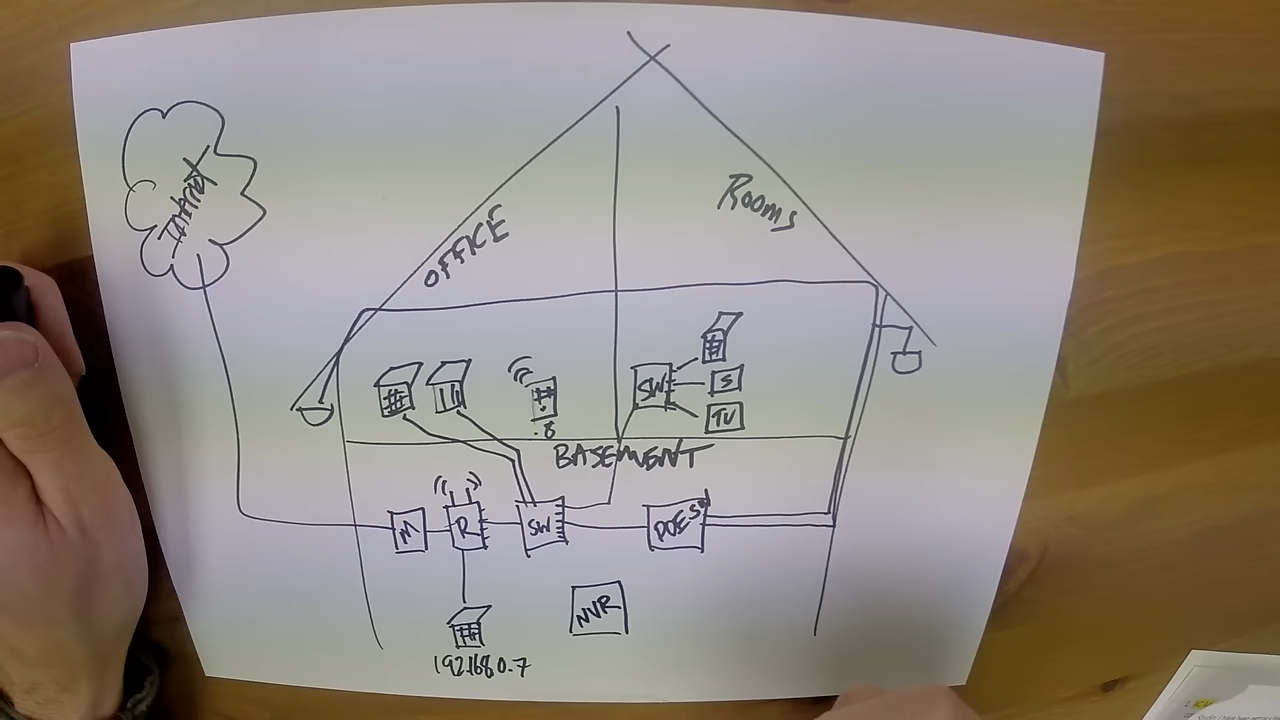 INTERNET
OFFICE
Rooms
SW
S
TV
.8
BASEMENT
M
R
SW
POE SW
NVR
192.168.0.7